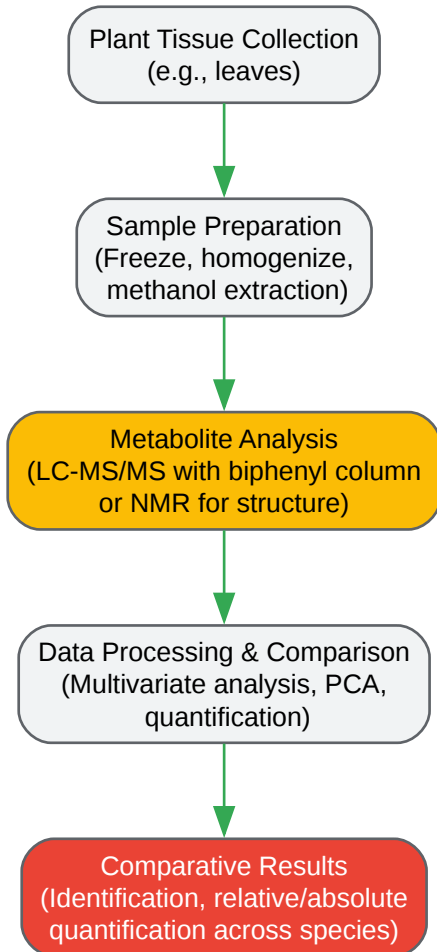 Plant Tissue Collection
(e.g., leaves)
Sample Preparation
(Freeze, homogenize,
methanol extraction)
Metabolite Analysis
(LC-MS/MS with biphenyl column
or NMR for structure)
Data Processing & Comparison
(Multivariate analysis, PCA,
quantification)
Comparative Results
(Identification, relative/absolute
quantification across species)